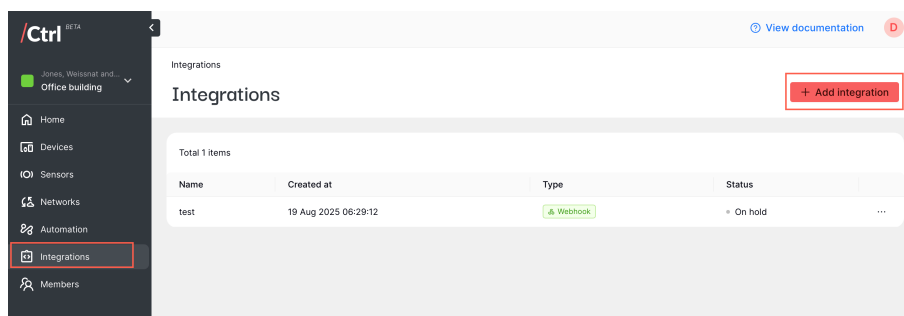 /Ctrl BETA
View documentation
D
Jones, Weissnat and...
Office building
Home
Devices
Sensors
Networks
Automation
Integrations
Members
Integrations
Integrations
+ Add integration
Total 1 items
Name Created at Type Status
test 19 Aug 2025 06:29:12 Webhook On hold ...